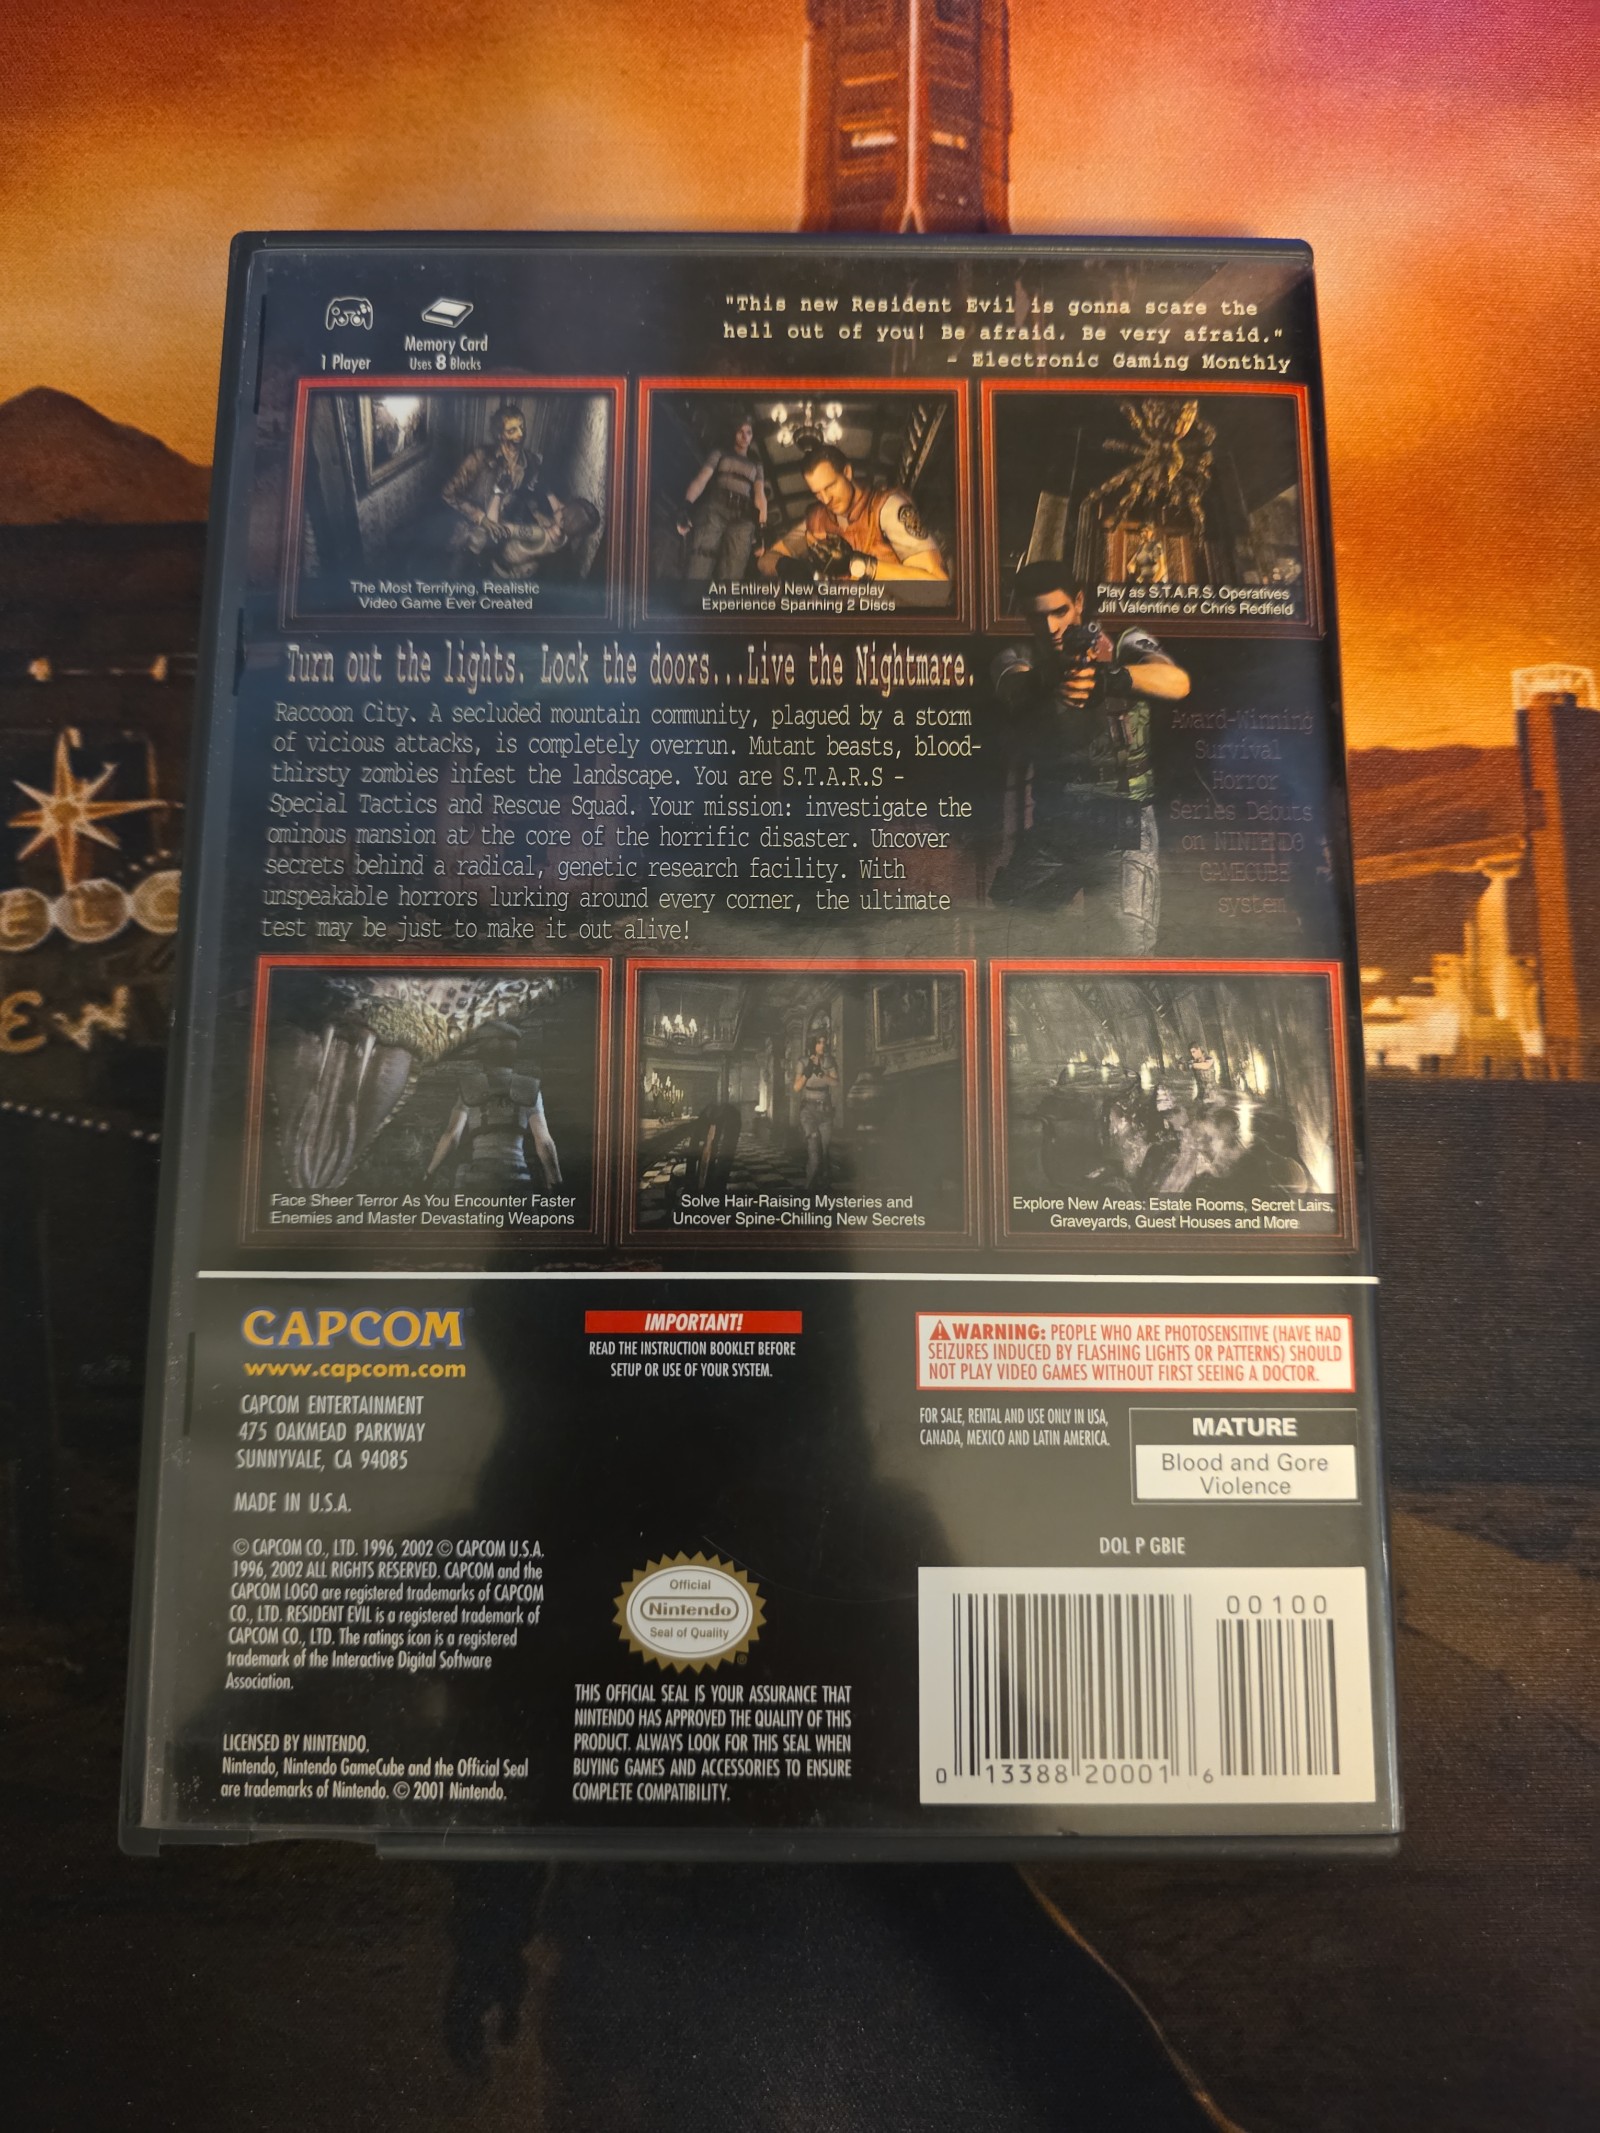 1 Player
Memory Card
Uses 8 Blocks
"This new Resident Evil is gonna scare the
hell out of you! Be afraid. Be very afraid."
- Electronic Gaming Monthly
The Most Terrifying, Realistic
Video Game Ever Created
An Entirely New Gameplay
Experience Spanning 2 Discs
Play as S.T.A.R.S. Operatives
Jill Valentine or Chris Redfield
Turn out the lights. Lock the doors...Live the Nightmare.
Raccoon City. A secluded mountain community, plagued by a storm
of vicious attacks, is completely overrun. Mutant beasts, blood-
thirsty zombies infest the landscape. You are S.T.A.R.S -
Special Tactics and Rescue Squad. Your mission: investigate the
ominous mansion at the core of the horrific disaster. Uncover
secrets behind a radical, genetic research facility. With
unspeakable horrors lurking around every corner, the ultimate
test may be just to make it out alive!
Award-Winning
Survival
Horror
Series Debuts
on NINTENDO
GAMECUBE
system
Face Sheer Terror As You Encounter Faster
Enemies and Master Devastating Weapons
Solve Hair-Raising Mysteries and
Uncover Spine-Chilling New Secrets
Explore New Areas: Estate Rooms, Secret Lairs,
Graveyards, Guest Houses and More
CAPCOM
www.capcom.com
CAPCOM ENTERTAINMENT
475 OAKMEAD PARKWAY
SUNNYVALE, CA 94085
MADE IN U.S.A.
© CAPCOM CO., LTD. 1996, 2002 © CAPCOM U.S.A.
1996, 2002 ALL RIGHTS RESERVED. CAPCOM and the
CAPCOM LOGO are registered trademarks of CAPCOM
CO., LTD. RESIDENT EVIL is a registered trademark of
CAPCOM CO., LTD. The ratings icon is a registered
trademark of the Interactive Digital Software
Association.
LICENSED BY NINTENDO.
Nintendo, Nintendo GameCube and the Official Seal
are trademarks of Nintendo. © 2001 Nintendo.
IMPORTANT!
READ THE INSTRUCTION BOOKLET BEFORE
SETUP OR USE OF YOUR SYSTEM.
Official
Nintendo
Seal of Quality
®
THIS OFFICIAL SEAL IS YOUR ASSURANCE THAT
NINTENDO HAS APPROVED THE QUALITY OF THIS
PRODUCT. ALWAYS LOOK FOR THIS SEAL WHEN
BUYING GAMES AND ACCESSORIES TO ENSURE
COMPLETE COMPATIBILITY.
WARNING: PEOPLE WHO ARE PHOTOSENSITIVE (HAVE HAD
SEIZURES INDUCED BY FLASHING LIGHTS OR PATTERNS) SHOULD
NOT PLAY VIDEO GAMES WITHOUT FIRST SEEING A DOCTOR.
FOR SALE, RENTAL AND USE ONLY IN USA,
CANADA, MEXICO AND LATIN AMERICA.
MATURE
Blood and Gore
Violence
DOL P GBIE
00100
0 13388 20001 6